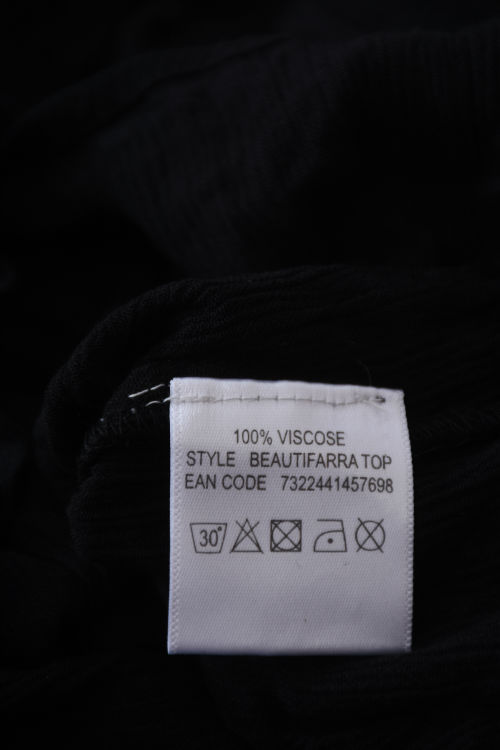 100% VISCOSE
STYLE BEAUTIFARRA TOP
EAN CODE 7322441457698
30°